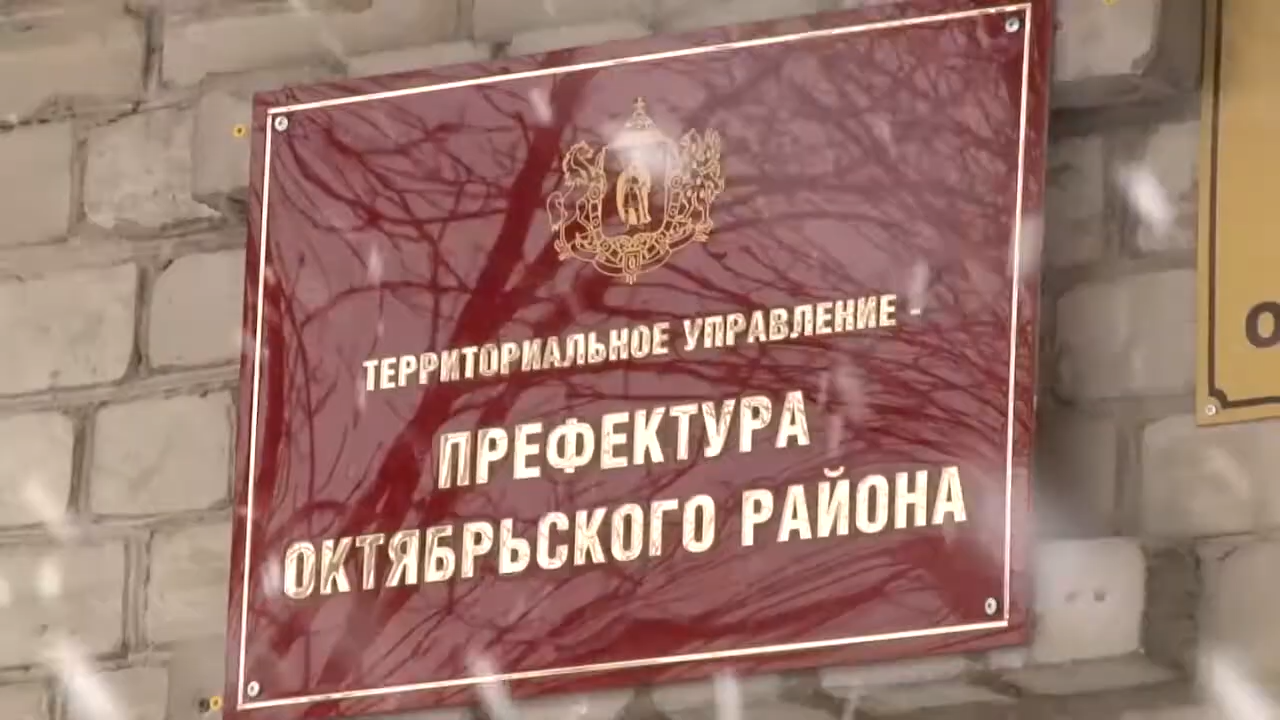 ТЕРРИТОРИАЛЬНОЕ УПРАВЛЕНИЕ -
ПРЕФЕКТУРА
ОКТЯБРЬСКОГО РАЙОНА